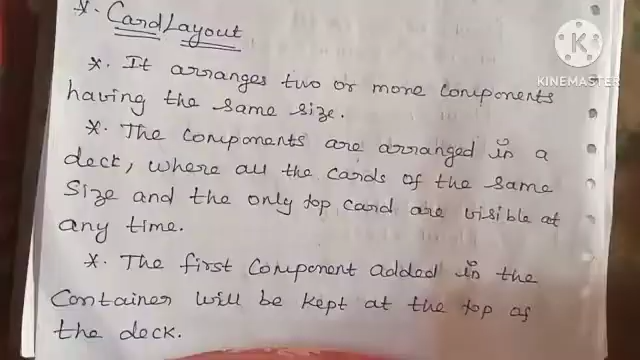 *. CardLayout
*. It arranges two or more components
having the same size.
*. The components are arranged in a
deck, where all the cards of the same
size and the only top card are visible at
any time.
*. The first component added in the
container will be kept at the top of
the deck.
K
KINEMASTER